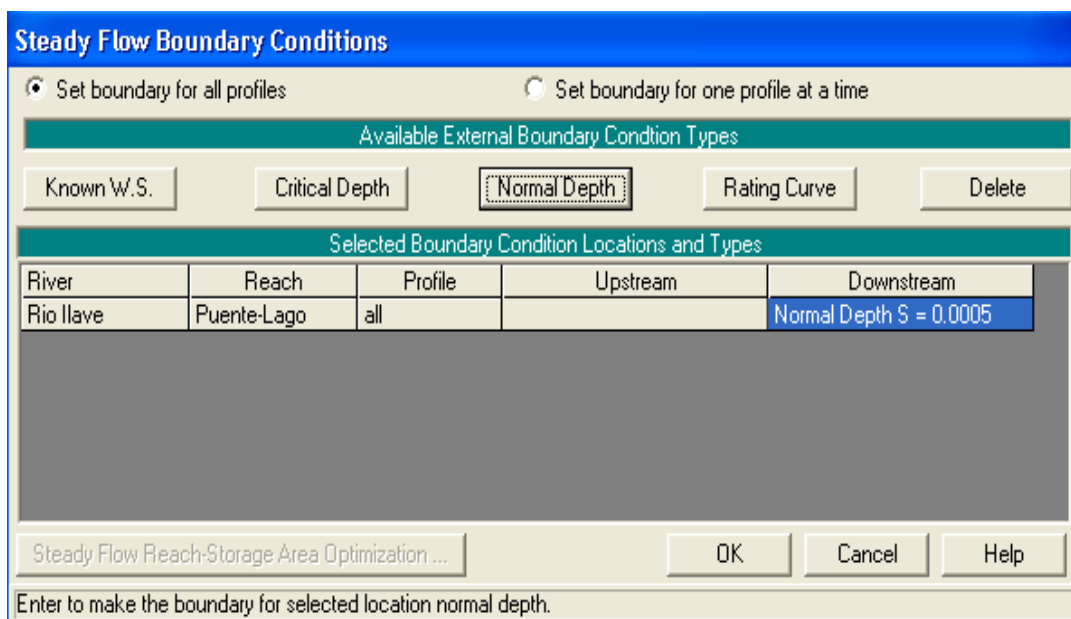 Steady Flow Boundary Conditions
Set boundary for all profiles Set boundary for one profile at a time
Available External Boundary Condtion Types
Known W.S. Critical Depth Normal Depth Rating Curve Delete
Selected Boundary Condition Locations and Types
River Reach Profile Upstream Downstream
Rio Ilave Puente-Lago all Normal Depth S = 0.0005
Steady Flow Reach-Storage Area Optimization ... OK Cancel Help
Enter to make the boundary for selected location normal depth.